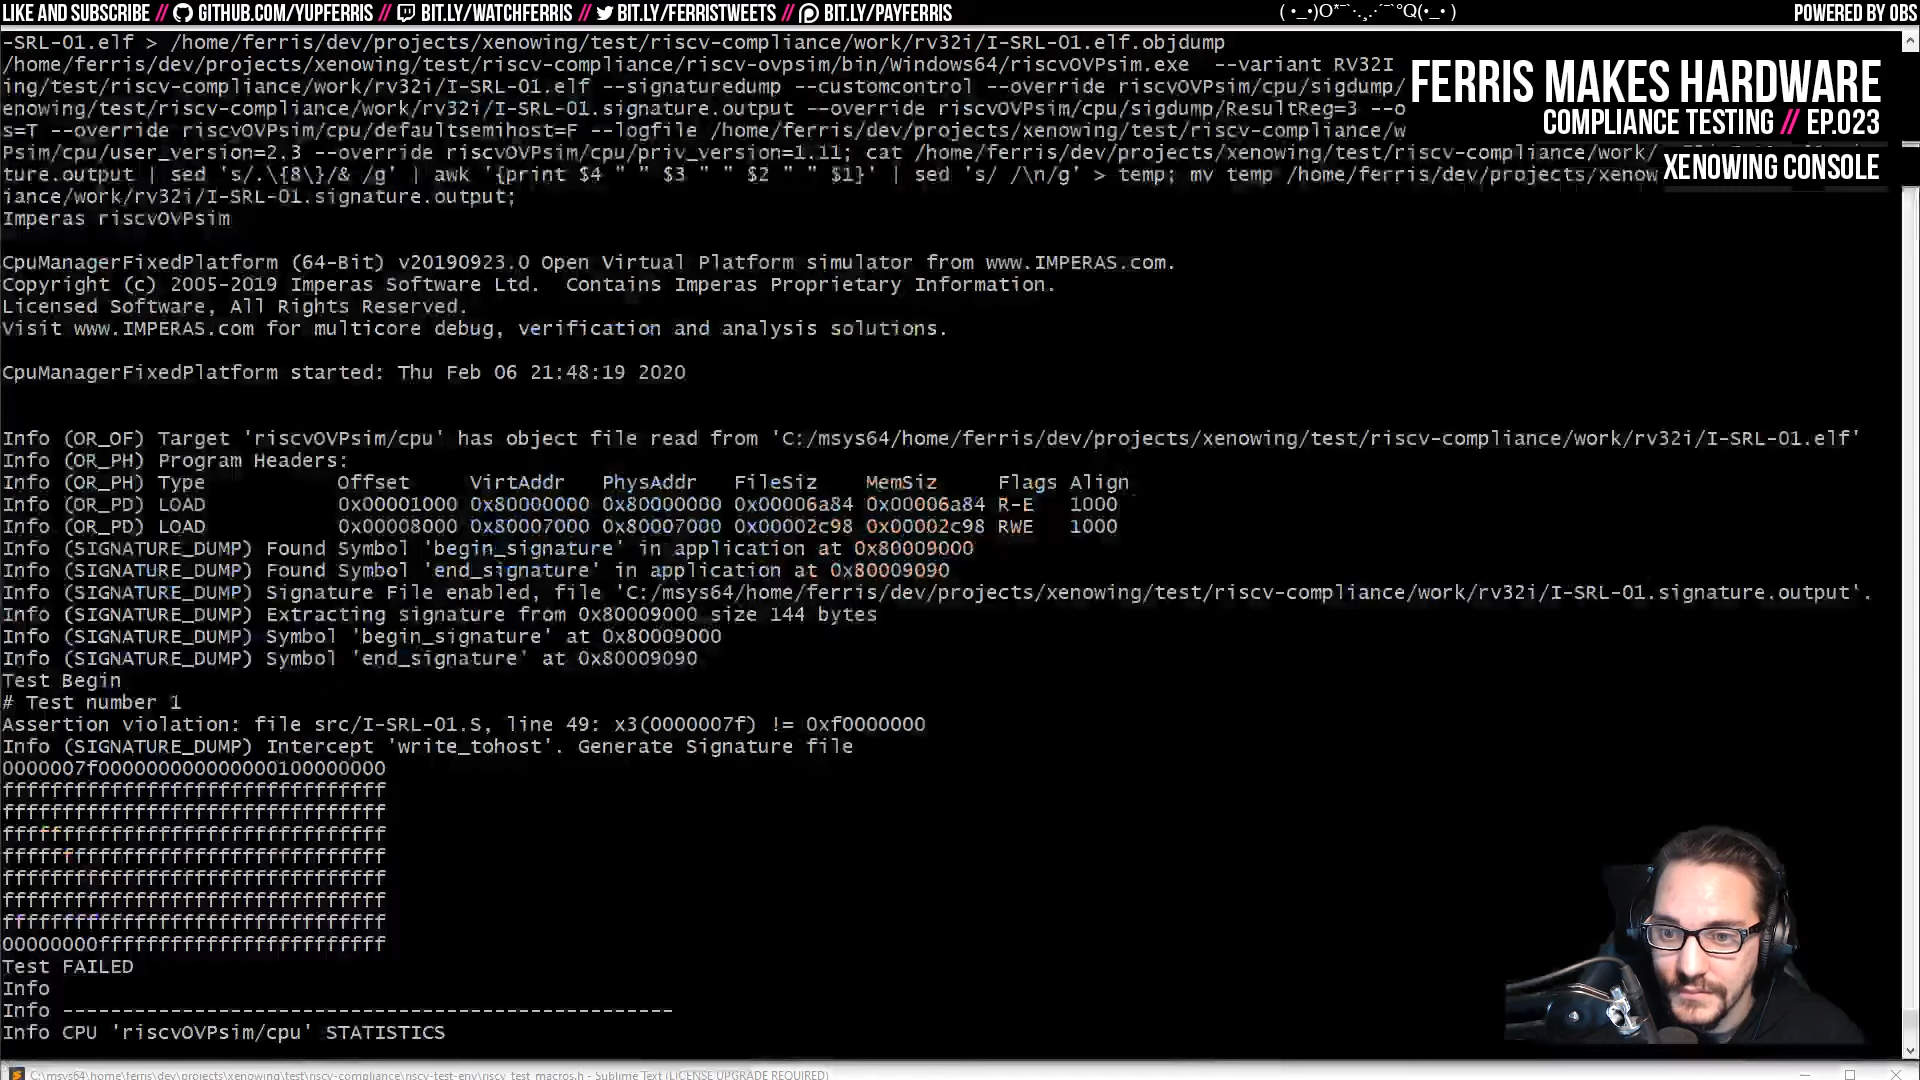 LIKE AND SUBSCRIBE // GITHUB.COM/YUPFERRIS // BIT.LY/WATCHFERRIS // BIT.LY/FERRISTWEETS // BIT.LY/PAYFERRIS
POWERED BY OBS
-SRL-01.elf > /home/ferris/dev/projects/xenowing/test/riscv-compliance/work/rv32i/I-SRL-01.elf.objdump
/home/ferris/dev/projects/xenowing/test/riscv-compliance/riscv-ovpsim/bin/Windows64/riscvOVPsim.exe  --variant RV32I
ing/test/riscv-compliance/work/rv32i/I-SRL-01.elf --signaturedump --customcontrol --override riscvOVPsim/cpu/sigdump/
enowing/test/riscv-compliance/work/rv32i/I-SRL-01.signature.output --override riscvOVPsim/cpu/sigdump/ResultReg=3 --o
s=T --override riscvOVPsim/cpu/defaultsemihost=F --logfile /home/ferris/dev/projects/xenowing/test/riscv-compliance/w
Psim/cpu/user_version=2.3 --override riscvOVPsim/cpu/priv_version=1.11; cat /home/ferris/dev/projects/xenowing/test/riscv-compliance/work/
ture.output | sed 's/.\{8\}/& /g' | awk '{print $4 " " $3 " " $2 " " $1}' | sed 's/ /\n/g' > temp; mv temp /home/ferris/dev/projects/xenow
iance/work/rv32i/I-SRL-01.signature.output;
FERRIS MAKES HARDWARE
COMPLIANCE TESTING // EP.023
XENOWING CONSOLE
Imperas riscvOVPsim
CpuManagerFixedPlatform (64-Bit) v20190923.0 Open Virtual Platform simulator from www.IMPERAS.com.
Copyright (c) 2005-2019 Imperas Software Ltd.  Contains Imperas Proprietary Information.
Licensed Software, All Rights Reserved.
Visit www.IMPERAS.com for multicore debug, verification and analysis solutions.
CpuManagerFixedPlatform started: Thu Feb 06 21:48:19 2020
Info (OR_OF) Target 'riscvOVPsim/cpu' has object file read from 'C:/msys64/home/ferris/dev/projects/xenowing/test/riscv-compliance/work/rv32i/I-SRL-01.elf'
Info (OR_PH) Program Headers:
Info (OR_PH) Type           Offset     VirtAddr   PhysAddr   FileSiz    MemSiz     Flags Align
Info (OR_PD) LOAD           0x00001000 0x80000000 0x80000000 0x00006a84 0x00006a84 R-E   1000
Info (OR_PD) LOAD           0x00008000 0x80007000 0x80007000 0x00002c98 0x00002c98 RWE   1000
Info (SIGNATURE_DUMP) Found Symbol 'begin_signature' in application at 0x80009000
Info (SIGNATURE_DUMP) Found Symbol 'end_signature' in application at 0x80009090
Info (SIGNATURE_DUMP) Signature File enabled, file 'C:/msys64/home/ferris/dev/projects/xenowing/test/riscv-compliance/work/rv32i/I-SRL-01.signature.output'.
Info (SIGNATURE_DUMP) Extracting signature from 0x80009000 size 144 bytes
Info (SIGNATURE_DUMP) Symbol 'begin_signature' at 0x80009000
Info (SIGNATURE_DUMP) Symbol 'end_signature' at 0x80009090
Test Begin
# Test number 1
Assertion violation: file src/I-SRL-01.S, line 49: x3(0000007f) != 0xf0000000
Info (SIGNATURE_DUMP) Intercept 'write_tohost'. Generate Signature file
0000007f000000000000000100000000
ffffffffffffffffffffffffffffffff
ffffffffffffffffffffffffffffffff
ffffffffffffffffffffffffffffffff
ffffffffffffffffffffffffffffffff
ffffffffffffffffffffffffffffffff
ffffffffffffffffffffffffffffffff
ffffffffffffffffffffffffffffffff
00000000ffffffffffffffffffffffff
Test FAILED
Info
Info ---------------------------------------------------
Info CPU 'riscvOVPsim/cpu' STATISTICS
C:\msys64\home\ferris\dev\projects\xenowing\test\riscv-compliance\riscv-test-env\riscv_test_macros.h - Sublime Text (LICENSE UPGRADE REQUIRED)